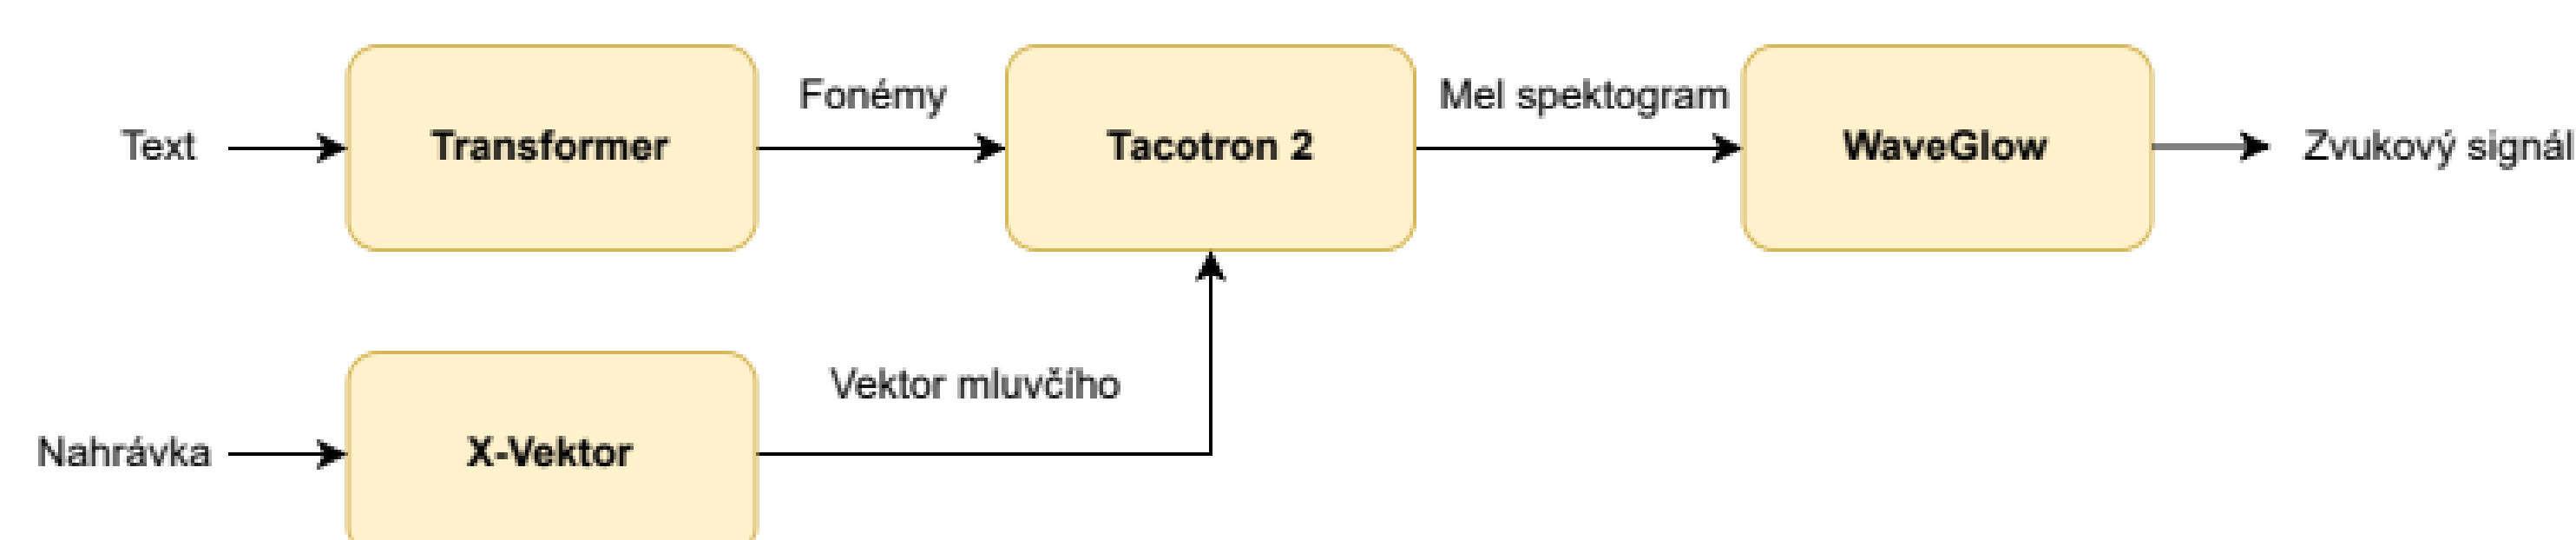 Text
Transformer
Fonémy
Tacotron 2
Mel spektogram
WaveGlow
Zvukový signál
Nahrávka
X-Vektor
Vektor mluvčího